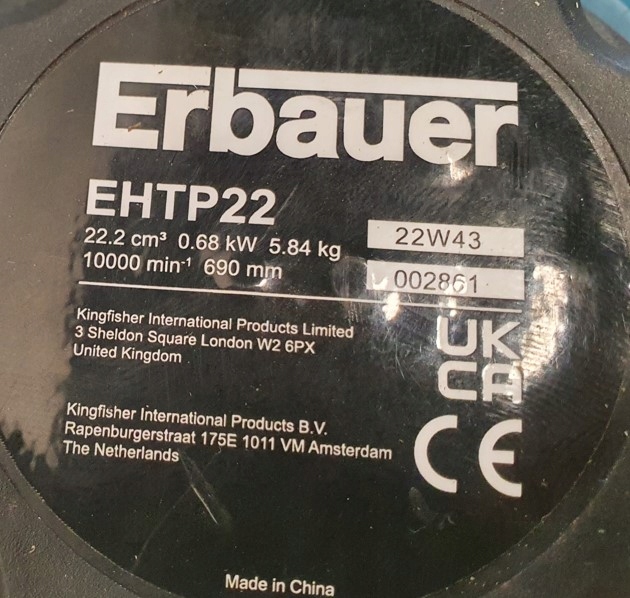 Erbauer
EHTP22
22.2 cm³ 0.68 kW 5.84 kg
10000 min⁻¹ 690 mm
22W43
002861
Kingfisher International Products Limited
3 Sheldon Square London W2 6PX
United Kingdom
UK
CA
Kingfisher International Products B.V.
Rapenburgerstraat 175E 1011 VM Amsterdam
The Netherlands
CE
Made in China